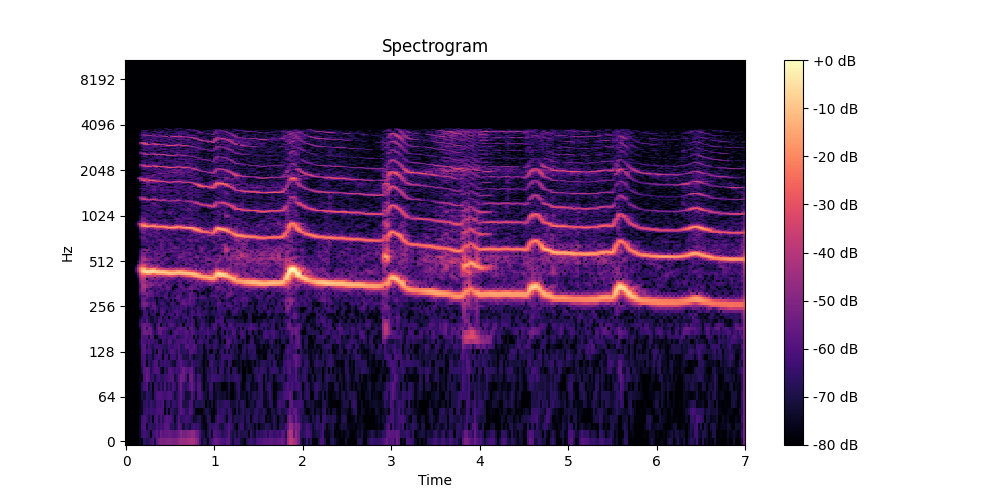 Spectrogram
8192
4096
2048
1024
512
256
128
64
0
Hz
0 1 2 3 4 5 6 7
Time
+0 dB
-10 dB
-20 dB
-30 dB
-40 dB
-50 dB
-60 dB
-70 dB
-80 dB